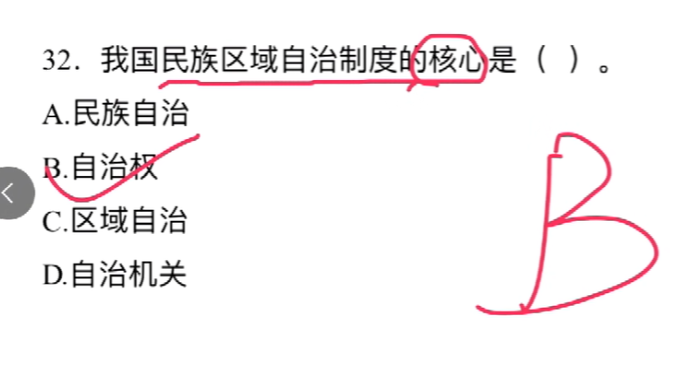 32．我国民族区域自治制度的核心是（ ）。
A.民族自治
B.自治权
C.区域自治
D.自治机关
B